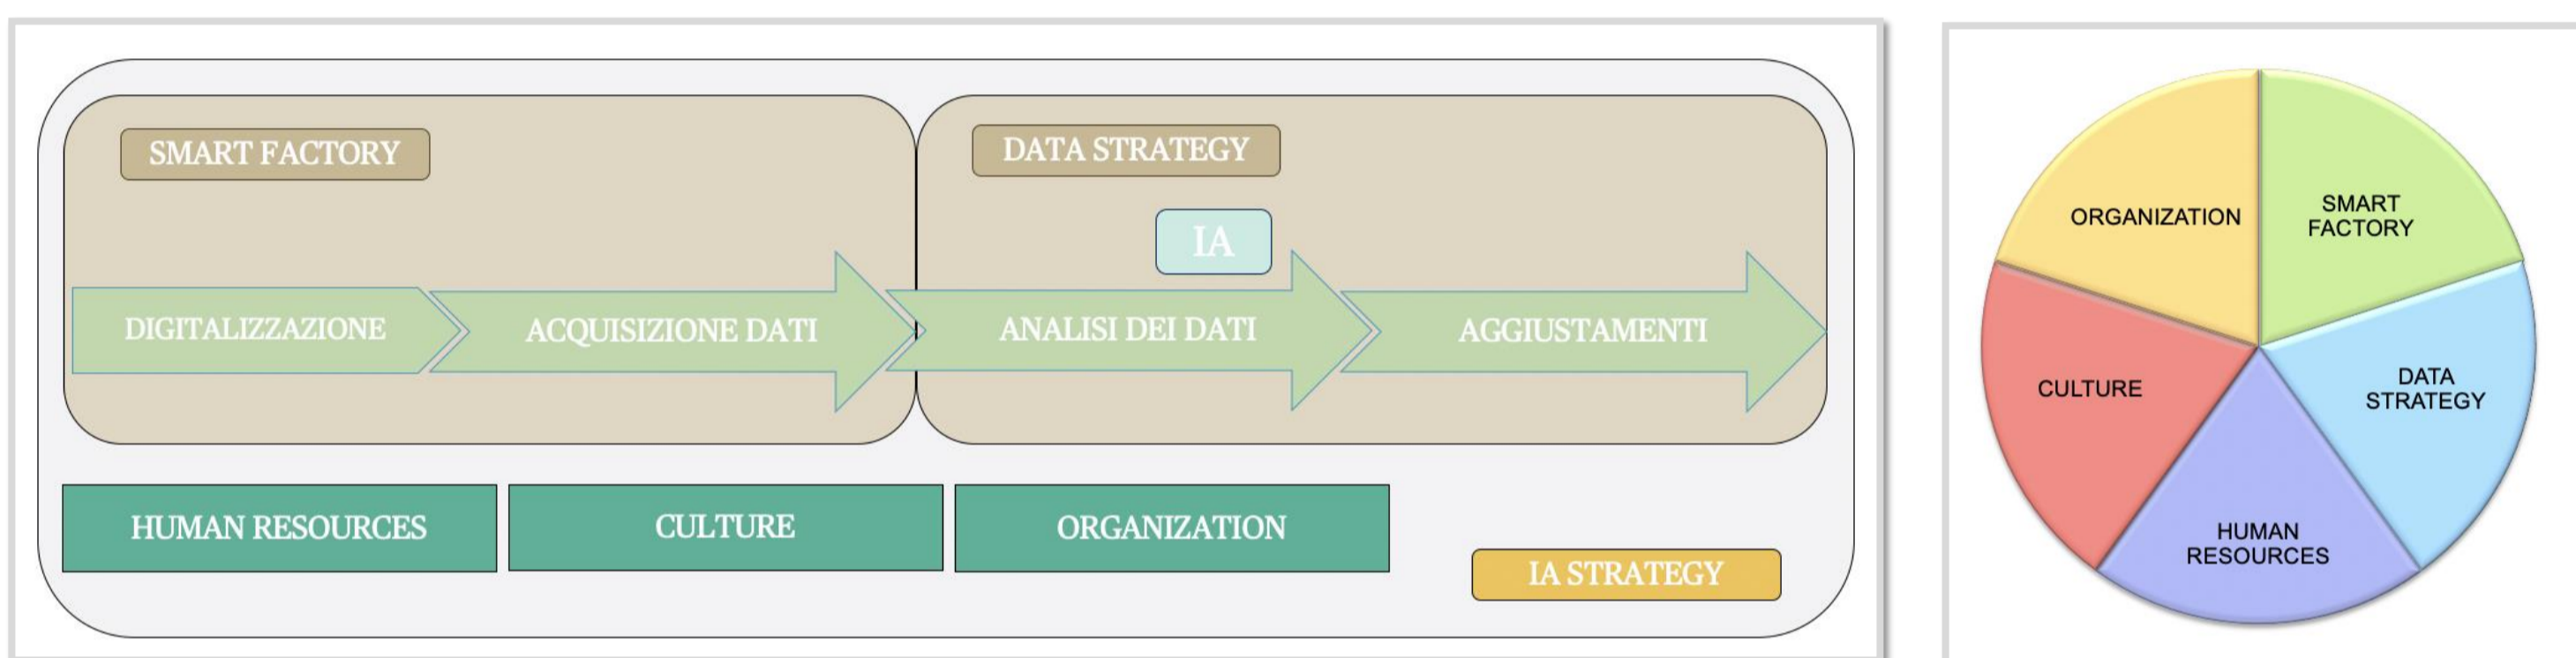 SMART FACTORY
DATA STRATEGY
IA
DIGITALIZZAZIONE
ACQUISIZIONE DATI
ANALISI DEI DATI
AGGIUSTAMENTI
HUMAN RESOURCES
CULTURE
ORGANIZATION
IA STRATEGY
ORGANIZATION
SMART
FACTORY
DATA
STRATEGY
HUMAN
RESOURCES
CULTURE